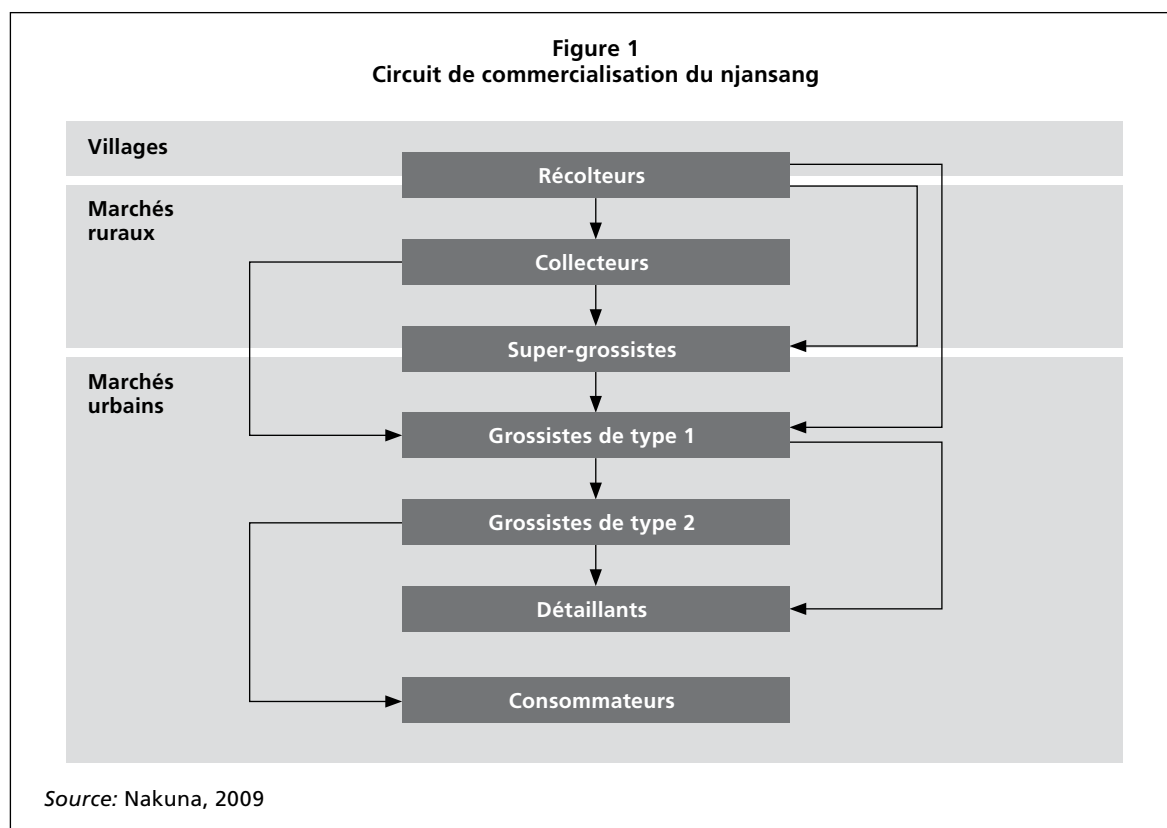 Figure 1
Circuit de commercialisation du njansang
Villages
Récolteurs
Marchés
ruraux
Collecteurs
Super-grossistes
Marchés
urbains
Grossistes de type 1
Grossistes de type 2
Détaillants
Consommateurs
Source: Nakuna, 2009